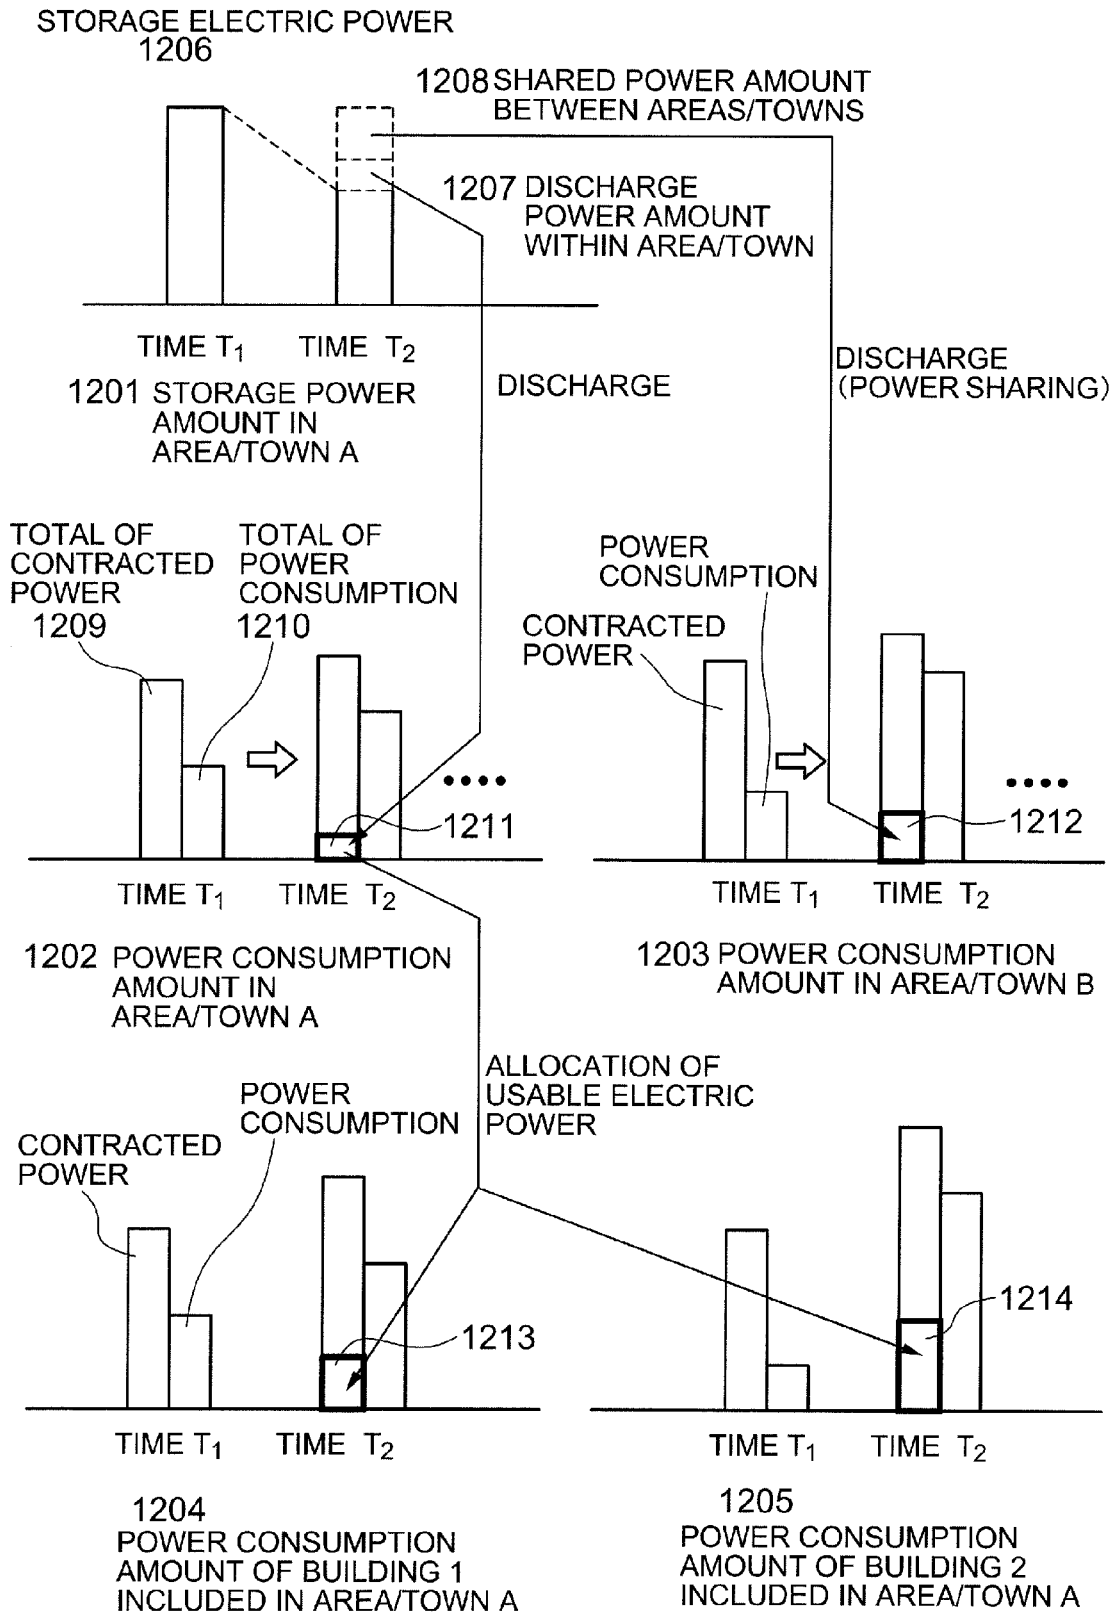 STORAGE ELECTRIC POWER
1206
1208 SHARED POWER AMOUNT
BETWEEN AREAS/TOWNS
1207 DISCHARGE
POWER AMOUNT
WITHIN AREA/TOWN
TIME T1 TIME T2
1201 STORAGE POWER
AMOUNT IN
AREA/TOWN A
DISCHARGE
DISCHARGE
(POWER SHARING)
TOTAL OF
CONTRACTED
POWER
1209
TOTAL OF
POWER
CONSUMPTION
1210
1211
TIME T1 TIME T2
1202 POWER CONSUMPTION
AMOUNT IN
AREA/TOWN A
POWER
CONSUMPTION
CONTRACTED
POWER
1212
TIME T1 TIME T2
1203 POWER CONSUMPTION
AMOUNT IN AREA/TOWN B
ALLOCATION OF
USABLE ELECTRIC
POWER
POWER
CONSUMPTION
CONTRACTED
POWER
1213
TIME T1 TIME T2
1204
POWER CONSUMPTION
AMOUNT OF BUILDING 1
INCLUDED IN AREA/TOWN A
1214
TIME T1 TIME T2
1205
POWER CONSUMPTION
AMOUNT OF BUILDING 2
INCLUDED IN AREA/TOWN A